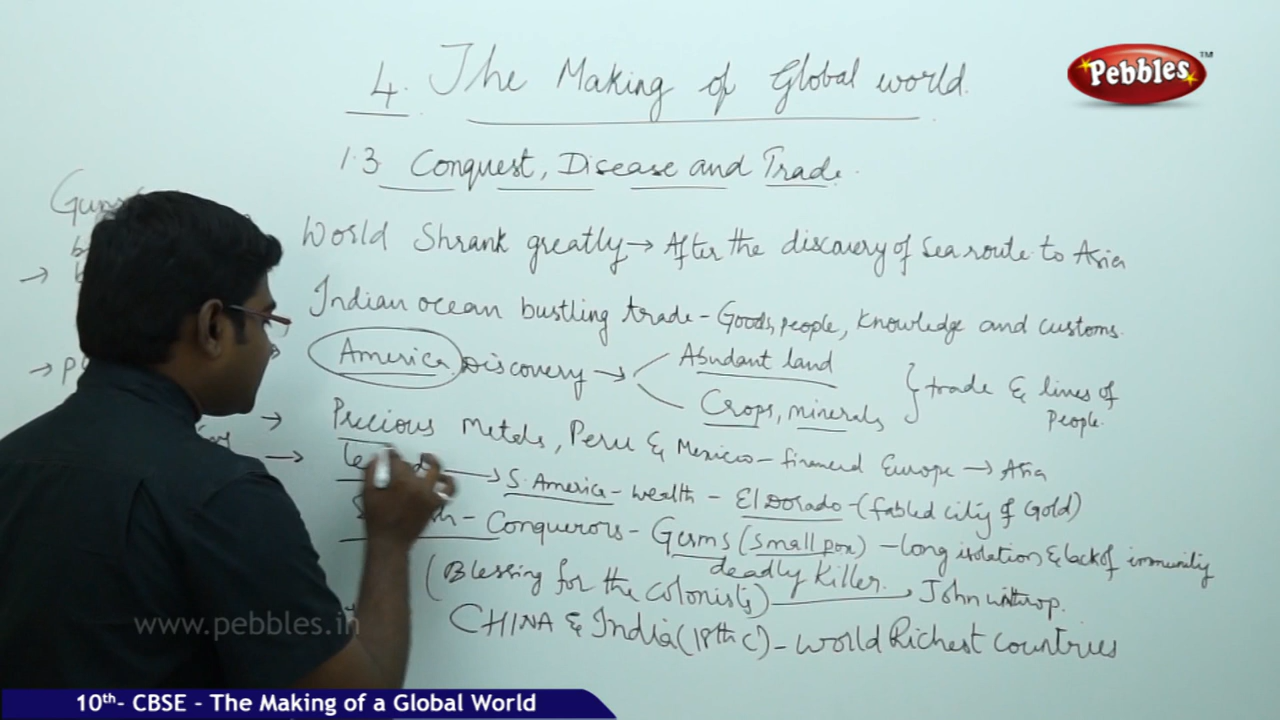 Pebbles™
4. The Making of Global world.
1.3 Conquest, Disease and Trade.
World Shrank greatly → After the discovery of Sea route to Asia
Indian ocean bustling trade - Goods, people, Knowledge and customs.
America Discovery → Abundant land
Crops, minerals } trade & lines of
People.
→ Precious Metals, Peru & Mexico - financed Europe → Asia
→ → S. America - wealth - El Dorado - (fabled city of Gold)
- Conquerors - Germs (Small pox) - long isolation, & lack of immunity
deadly Killer.
(Blessing for the Colonists) → John winthrop.
CHINA & India (18th C) - World Richest Countries
www.pebbles.in
10th- CBSE - The Making of a Global World